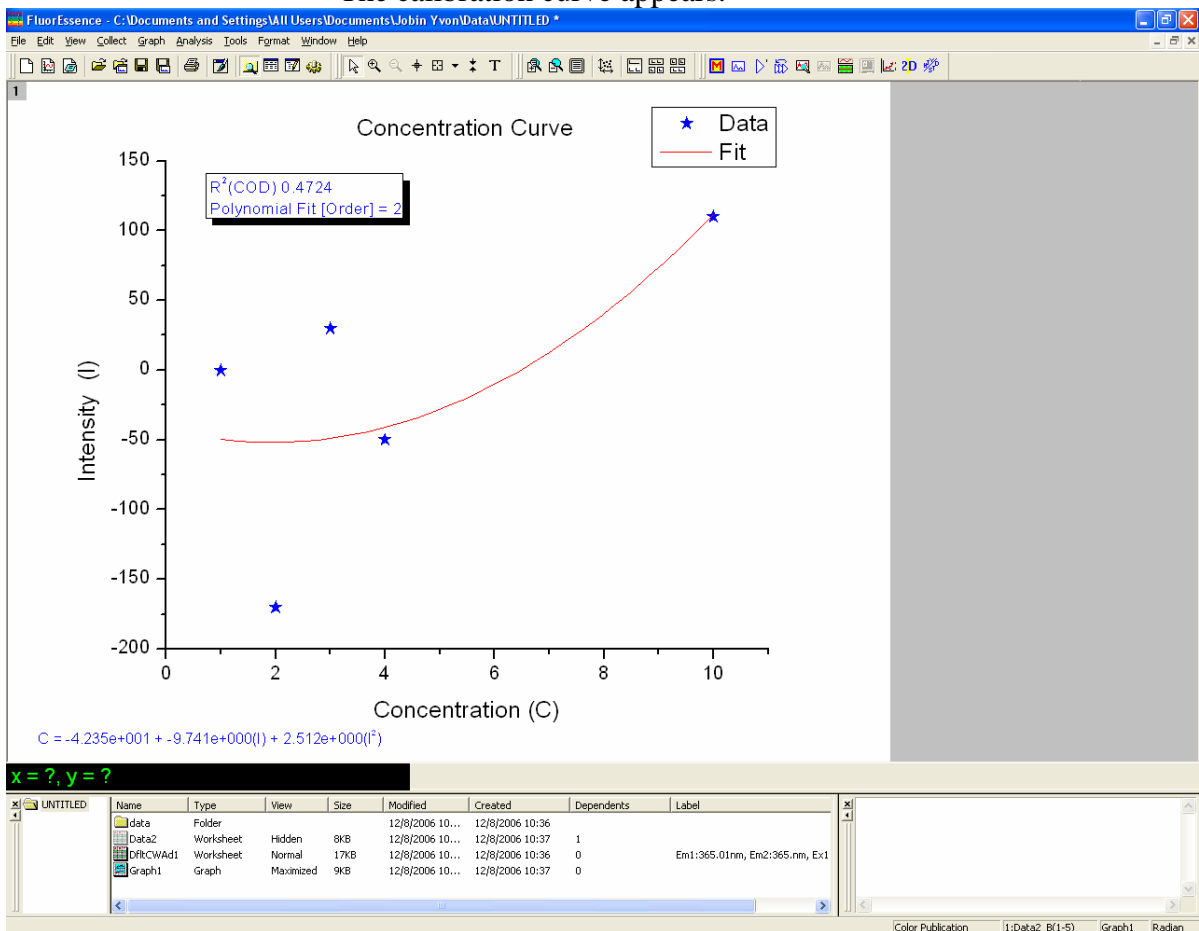 The calibration curve appears.
FluorEssence - C:\Documents and Settings\All Users\Documents\Jobin Yvon\Data\UNTITLED *
File Edit View Collect Graph Analysis Tools Format Window Help
1
Concentration Curve
Data
Fit
R²(COD) 0.4724
Polynomial Fit [Order] = 2
150
100
50
0
-50
-100
-150
-200
Intensity (I)
0 2 4 6 8 10
Concentration (C)
C = -4.235e+001 + -9.741e+000(I) + 2.512e+000(I²)
x = ?, y = ?
UNTITLED
Name Type View Size Modified Created Dependents Label
data Folder 12/8/2006 10... 12/8/2006 10:36
Data2 Worksheet Hidden 8KB 12/8/2006 10... 12/8/2006 10:37 1
DfltCWAd1 Worksheet Normal 17KB 12/8/2006 10... 12/8/2006 10:36 0 Em1:365.01nm, Em2:365.nm, Ex1
Graph1 Graph Maximized 9KB 12/8/2006 10... 12/8/2006 10:37 0
Color Publication 1:Data2_B(1-5) Graph1 Radian